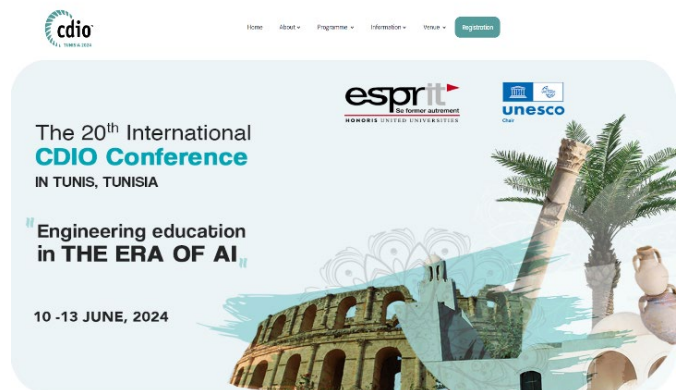 cdio
TUNISIA 2024
Home About Programme Information Venue Registration
esprit
Se former autrement
HONORIS UNITED UNIVERSITIES
unesco
Chair
The 20th International
CDIO Conference
IN TUNIS, TUNISIA
"Engineering education
in THE ERA OF AI"
10 -13 JUNE, 2024